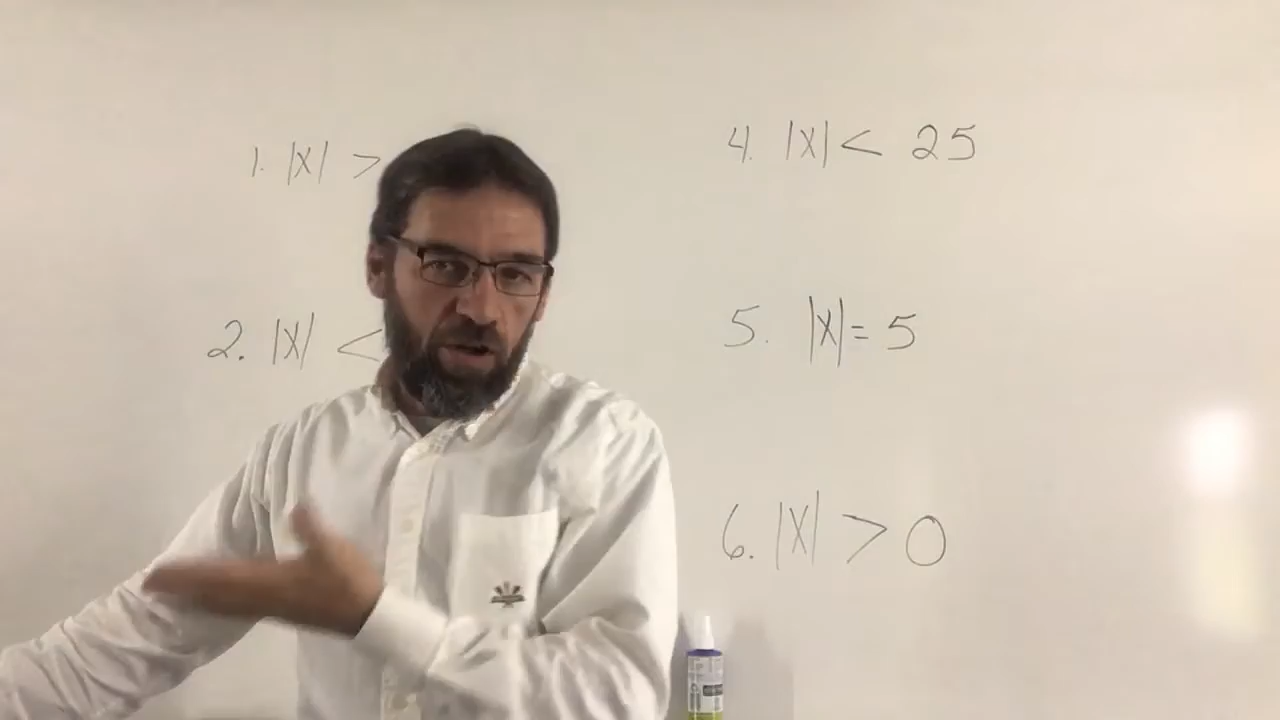 1. |X| >
2. |X| <
4. |X| < 25
5. |X| = 5
6. |X| > 0